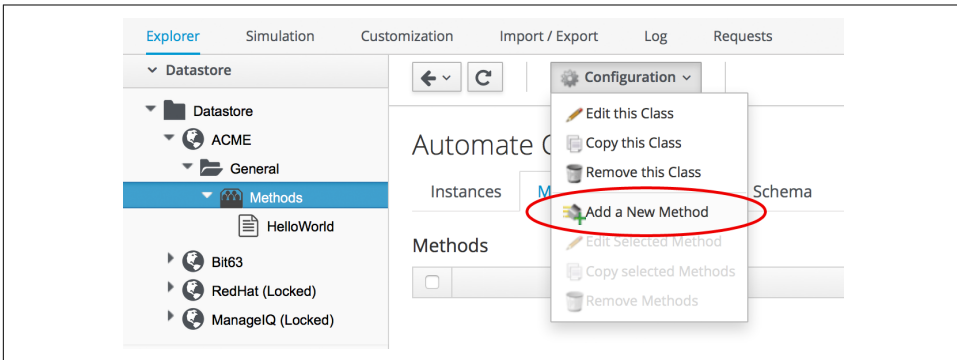 Explorer Simulation Customization Import / Export Log Requests
Datastore
Configuration
Datastore
ACME
General
Methods
HelloWorld
Bit63
RedHat (Locked)
ManageIQ (Locked)
Edit this Class
Copy this Class
Remove this Class
Add a New Method
Edit Selected Method
Copy selected Methods
Remove Methods
Automate
Instances M Schema
Methods